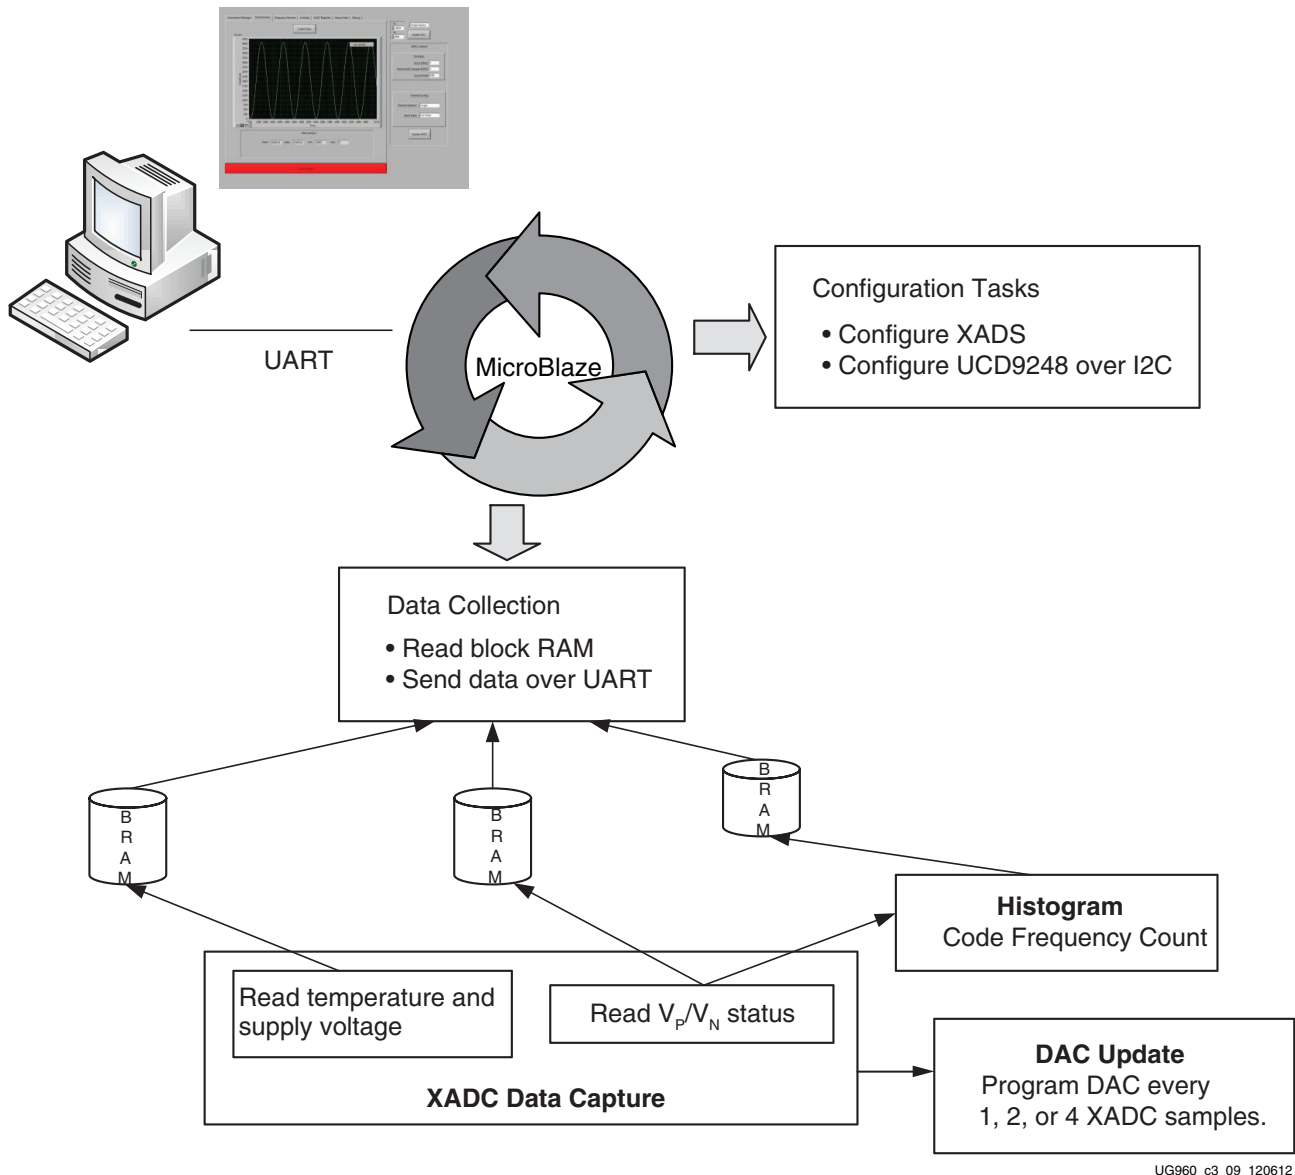 UART
MicroBlaze
Configuration Tasks
• Configure XADS
• Configure UCD9248 over I2C
Data Collection
• Read block RAM
• Send data over UART
B
R
A
M
B
R
A
M
B
R
A
M
Histogram
Code Frequency Count
Read temperature and
supply voltage
Read VP/VN status
XADC Data Capture
DAC Update
Program DAC every
1, 2, or 4 XADC samples.
UG960_c3_09_120612